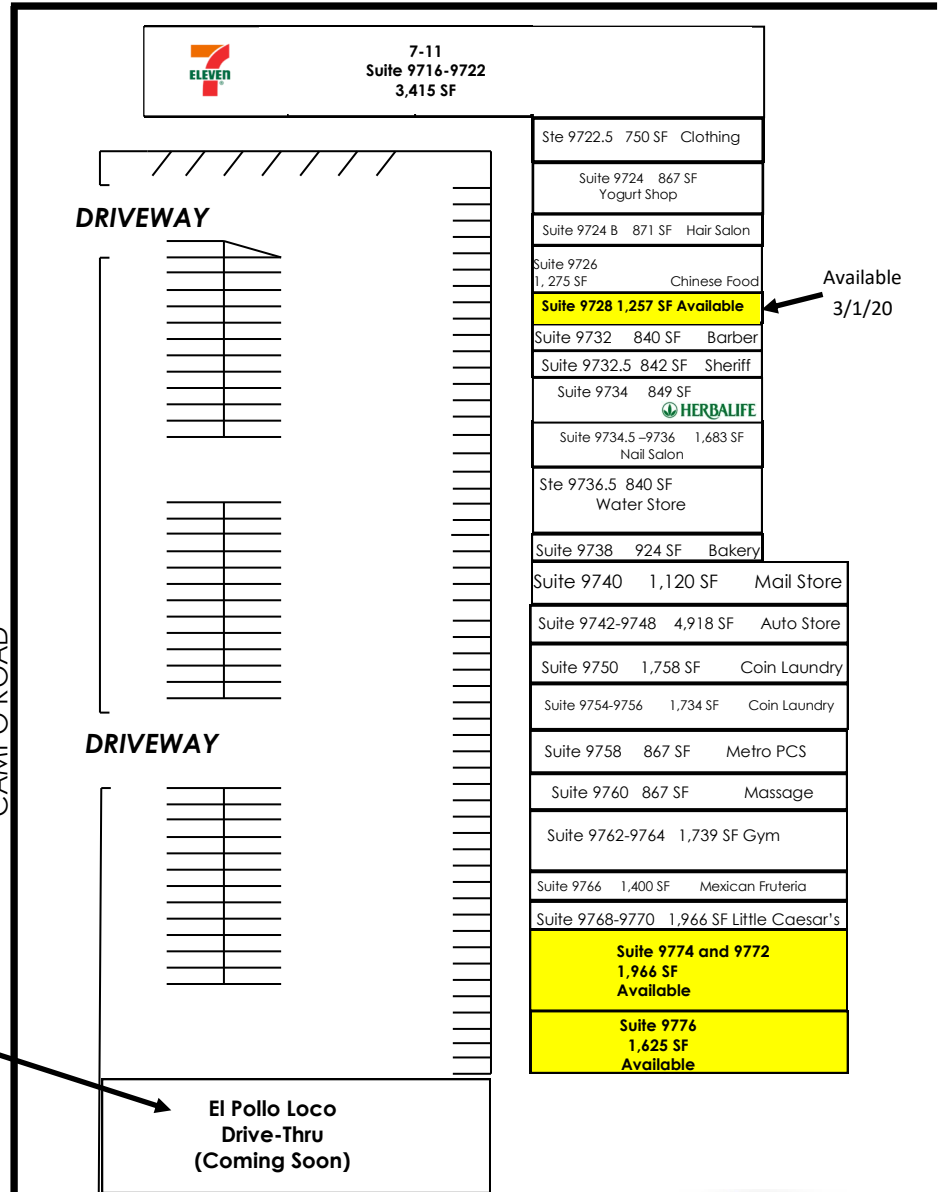 7-11
Suite 9716-9722
3,415 SF
7
ELEVEN
Ste 9722.5 750 SF Clothing
Suite 9724 867 SF
Yogurt Shop
DRIVEWAY
Suite 9724 B 871 SF Hair Salon
Suite 9726
1, 275 SF Chinese Food
Available
3/1/20
Suite 9728 1,257 SF Available
Suite 9732 840 SF Barber
Suite 9732.5 842 SF Sheriff
Suite 9734 849 SF
HERBALIFE
Suite 9734.5 –9736 1,683 SF
Nail Salon
Ste 9736.5 840 SF
Water Store
Suite 9738 924 SF Bakery
Suite 9740 1,120 SF Mail Store
Suite 9742-9748 4,918 SF Auto Store
Suite 9750 1,758 SF Coin Laundry
Suite 9754-9756 1,734 SF Coin Laundry
CAMPO ROAD
DRIVEWAY
Suite 9758 867 SF Metro PCS
Suite 9760 867 SF Massage
Suite 9762-9764 1,739 SF Gym
Suite 9766 1,400 SF Mexican Fruteria
Suite 9768-9770 1,966 SF Little Caesar’s
Suite 9774 and 9772
1,966 SF
Available
Suite 9776
1,625 SF
Available
El Pollo Loco
Drive-Thru
(Coming Soon)